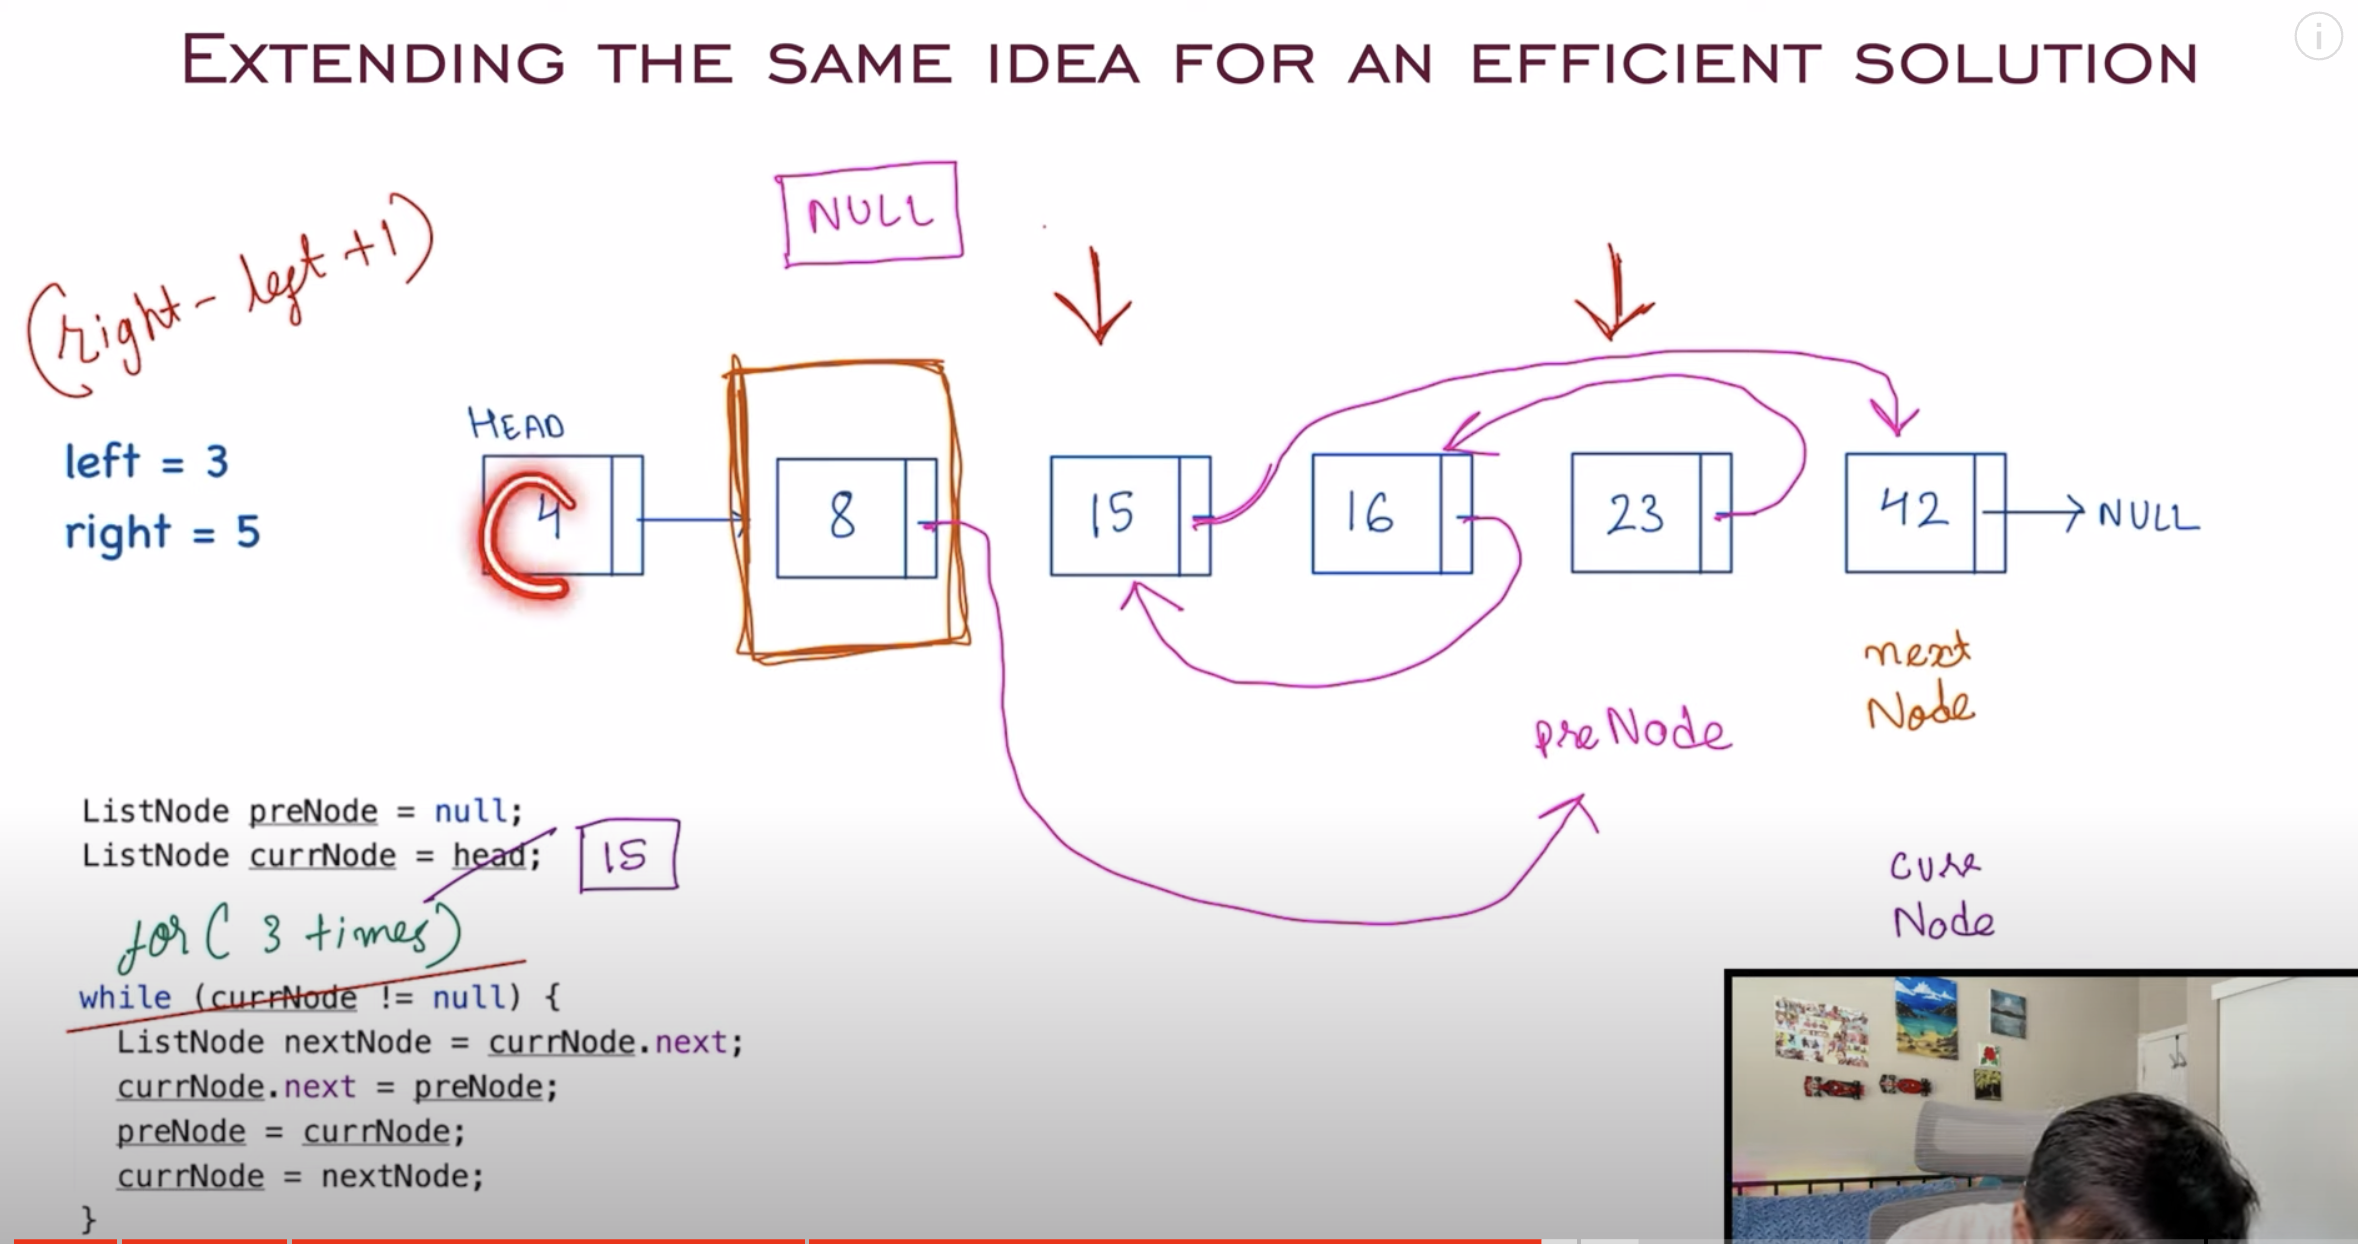 EXTENDING THE SAME IDEA FOR AN EFFICIENT SOLUTION
i
NULL
(right - left + 1)
left = 3
right = 5
HEAD
4
8
15
16
23
42
NULL
next
Node
preNode
curr
Node
ListNode preNode = null;
ListNode currNode = head;
15
for ( 3 times)
while (currNode != null) {
ListNode nextNode = currNode.next;
currNode.next = preNode;
preNode = currNode;
currNode = nextNode;
}